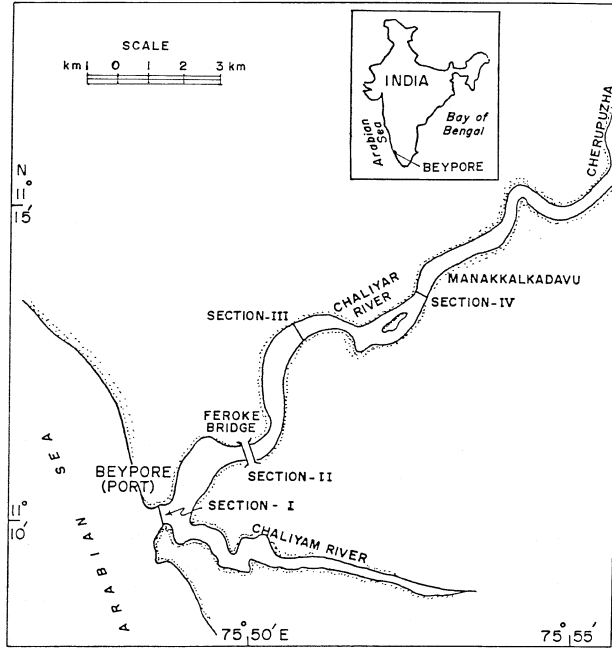 SCALE
km 1 0 1 2 3 km
INDIA
Arabian
Sea
Bay of
Bengal
BEYPORE
CHERUPUZHA
N
11°
15'
MANAKKALKADAVU
CHALIYAR
RIVER
SECTION-IV
SECTION-III
FEROKE
BRIDGE
SECTION-II
BEYPORE
(PORT)
SECTION - I
11°
10'
CHALIYAM RIVER
ARABIAN SEA
75° 50' E
75° 55'